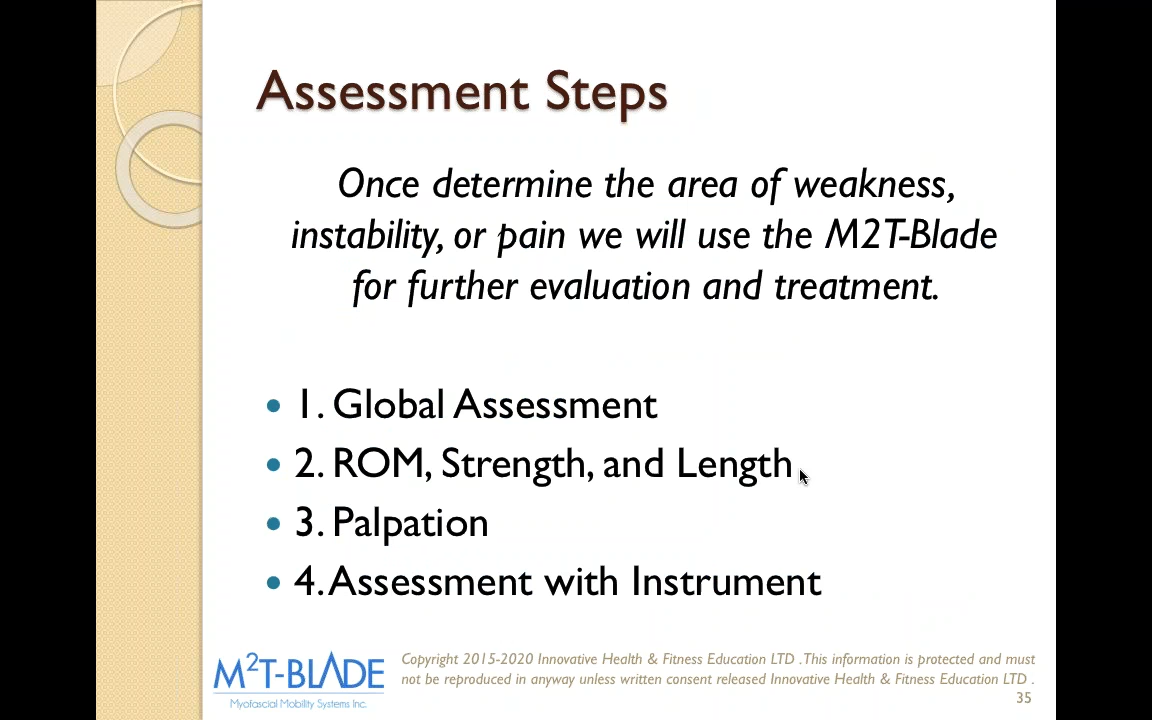 Assessment Steps
Once determine the area of weakness,
instability, or pain we will use the M2T-Blade
for further evaluation and treatment.
• 1. Global Assessment
• 2. ROM, Strength, and Length
• 3. Palpation
• 4. Assessment with Instrument
M2T-BLADE
Myofascial Mobility Systems Inc.
Copyright 2015-2020 Innovative Health & Fitness Education LTD . This information is protected and must
not be reproduced in anyway unless written consent released Innovative Health & Fitness Education LTD .
35